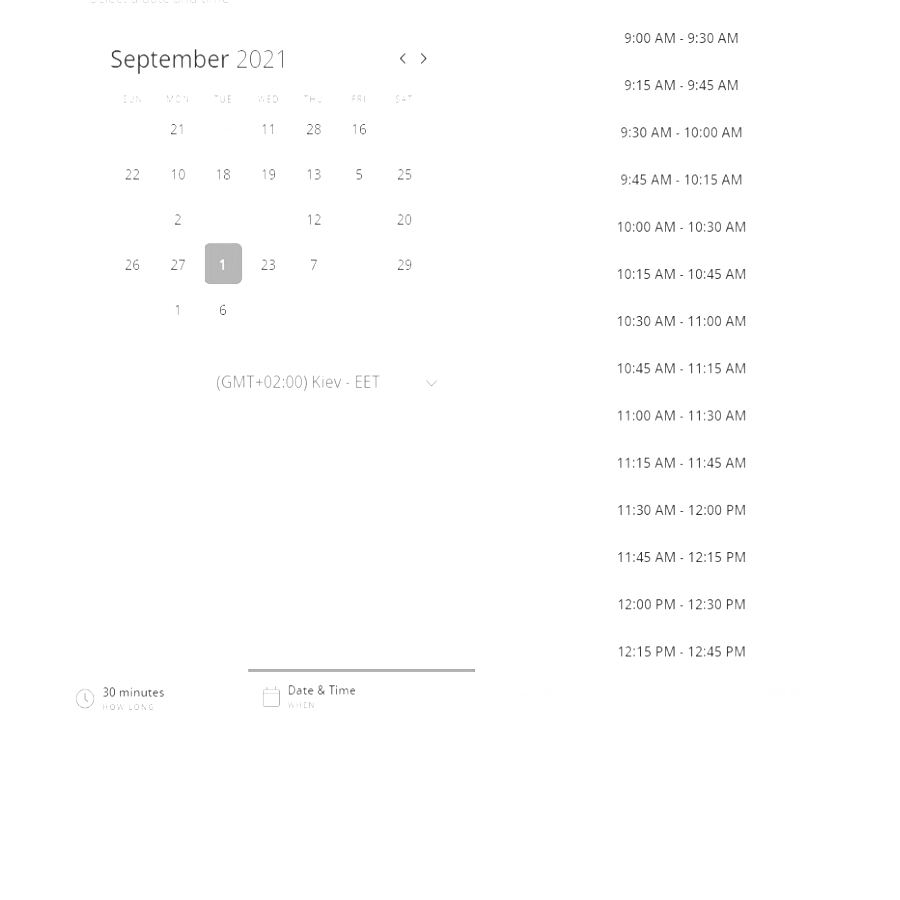 Select a date and time
September 2021
SUN MON TUE WED THU FRI SAT
21 11 28 16
22 10 18 19 13 5 25
2 12 20
26 27 1 23 7 29
1 6
(GMT+02:00) Kiev - EET
9:00 AM - 9:30 AM
9:15 AM - 9:45 AM
9:30 AM - 10:00 AM
9:45 AM - 10:15 AM
10:00 AM - 10:30 AM
10:15 AM - 10:45 AM
10:30 AM - 11:00 AM
10:45 AM - 11:15 AM
11:00 AM - 11:30 AM
11:15 AM - 11:45 AM
11:30 AM - 12:00 PM
11:45 AM - 12:15 PM
12:00 PM - 12:30 PM
12:15 PM - 12:45 PM
30 minutes
HOW LONG
Date & Time
WHEN